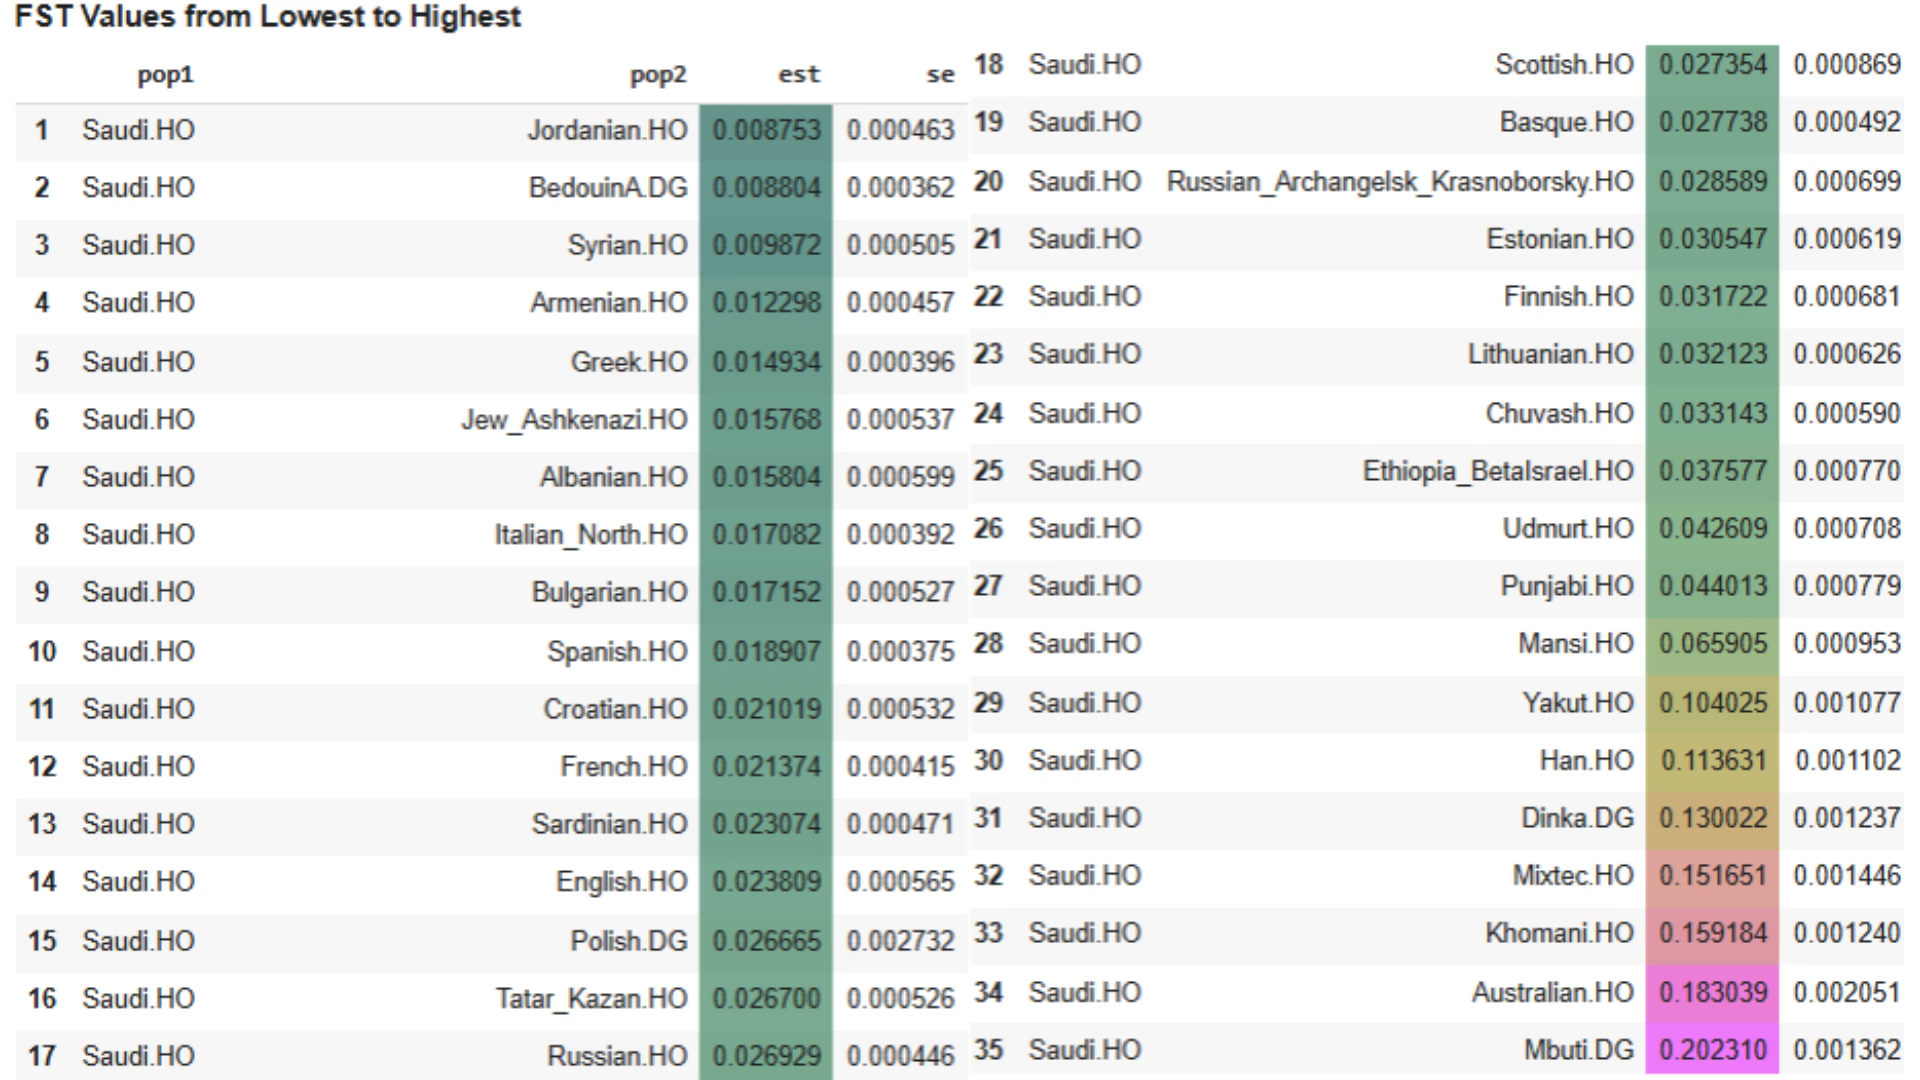 FST Values from Lowest to Highest
pop1 pop2 est se
1 Saudi.HO Jordanian.HO 0.008753 0.000463
2 Saudi.HO BedouinA.DG 0.008804 0.000362
3 Saudi.HO Syrian.HO 0.009872 0.000505
4 Saudi.HO Armenian.HO 0.012298 0.000457
5 Saudi.HO Greek.HO 0.014934 0.000396
6 Saudi.HO Jew_Ashkenazi.HO 0.015768 0.000537
7 Saudi.HO Albanian.HO 0.015804 0.000599
8 Saudi.HO Italian_North.HO 0.017082 0.000392
9 Saudi.HO Bulgarian.HO 0.017152 0.000527
10 Saudi.HO Spanish.HO 0.018907 0.000375
11 Saudi.HO Croatian.HO 0.021019 0.000532
12 Saudi.HO French.HO 0.021374 0.000415
13 Saudi.HO Sardinian.HO 0.023074 0.000471
14 Saudi.HO English.HO 0.023809 0.000565
15 Saudi.HO Polish.DG 0.026665 0.002732
16 Saudi.HO Tatar_Kazan.HO 0.026700 0.000526
17 Saudi.HO Russian.HO 0.026929 0.000446
18 Saudi.HO Scottish.HO 0.027354 0.000869
19 Saudi.HO Basque.HO 0.027738 0.000492
20 Saudi.HO Russian_Archangelsk_Krasnoborsky.HO 0.028589 0.000699
21 Saudi.HO Estonian.HO 0.030547 0.000619
22 Saudi.HO Finnish.HO 0.031722 0.000681
23 Saudi.HO Lithuanian.HO 0.032123 0.000626
24 Saudi.HO Chuvash.HO 0.033143 0.000590
25 Saudi.HO Ethiopia_BetaIsrael.HO 0.037577 0.000770
26 Saudi.HO Udmurt.HO 0.042609 0.000708
27 Saudi.HO Punjabi.HO 0.044013 0.000779
28 Saudi.HO Mansi.HO 0.065905 0.000953
29 Saudi.HO Yakut.HO 0.104025 0.001077
30 Saudi.HO Han.HO 0.113631 0.001102
31 Saudi.HO Dinka.DG 0.130022 0.001237
32 Saudi.HO Mixtec.HO 0.151651 0.001446
33 Saudi.HO Khomani.HO 0.159184 0.001240
34 Saudi.HO Australian.HO 0.183039 0.002051
35 Saudi.HO Mbuti.DG 0.202310 0.001362